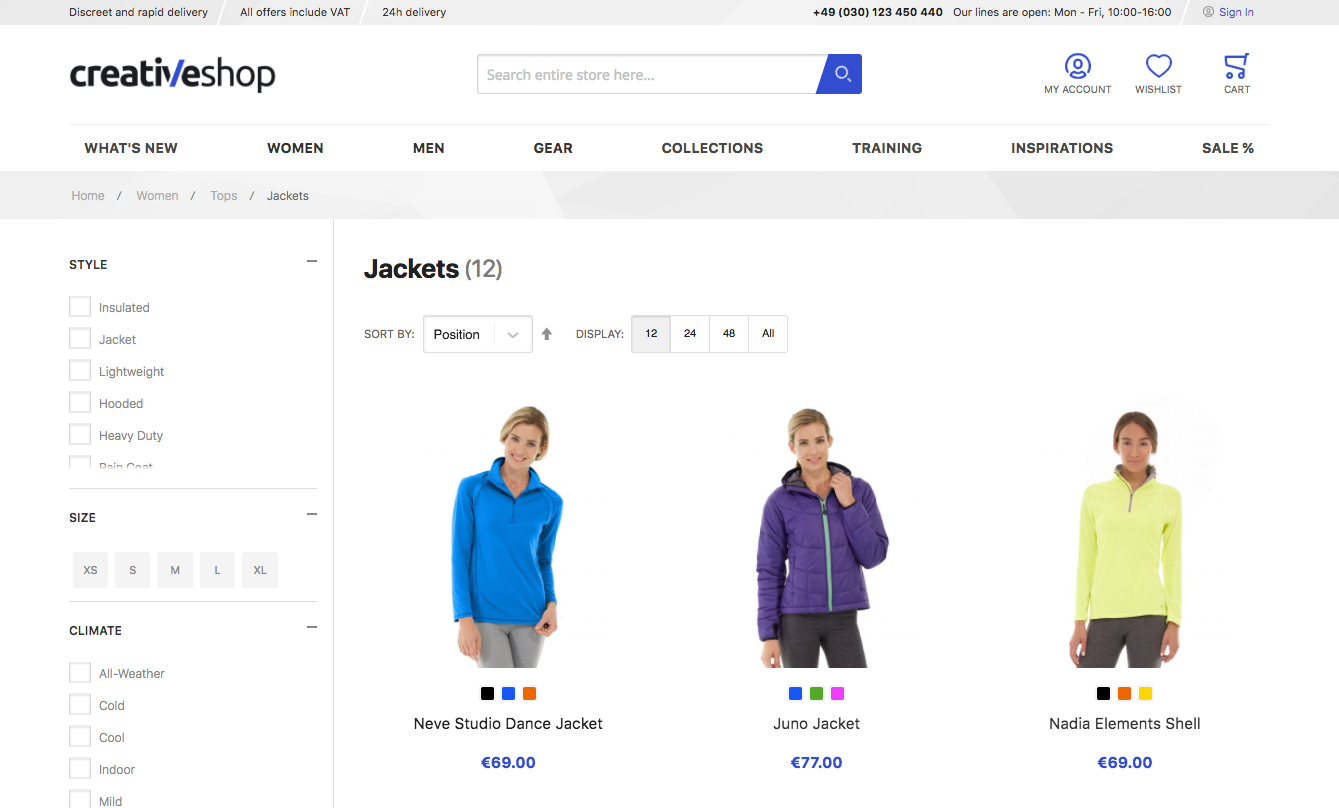 Discreet and rapid delivery All offers include VAT 24h delivery +49 (030) 123 450 440 Our lines are open: Mon - Fri, 10:00-16:00 Sign In
creativeshop
Search entire store here...
MY ACCOUNT WISHLIST CART
WHAT'S NEW WOMEN MEN GEAR COLLECTIONS TRAINING INSPIRATIONS SALE %
Home / Women / Tops / Jackets
STYLE
Insulated
Jacket
Lightweight
Hooded
Heavy Duty
Rain Coat
SIZE
XS S M L XL
CLIMATE
All-Weather
Cold
Cool
Indoor
Mild
Jackets (12)
SORT BY: Position DISPLAY: 12 24 48 All
Neve Studio Dance Jacket
€69.00
Juno Jacket
€77.00
Nadia Elements Shell
€69.00